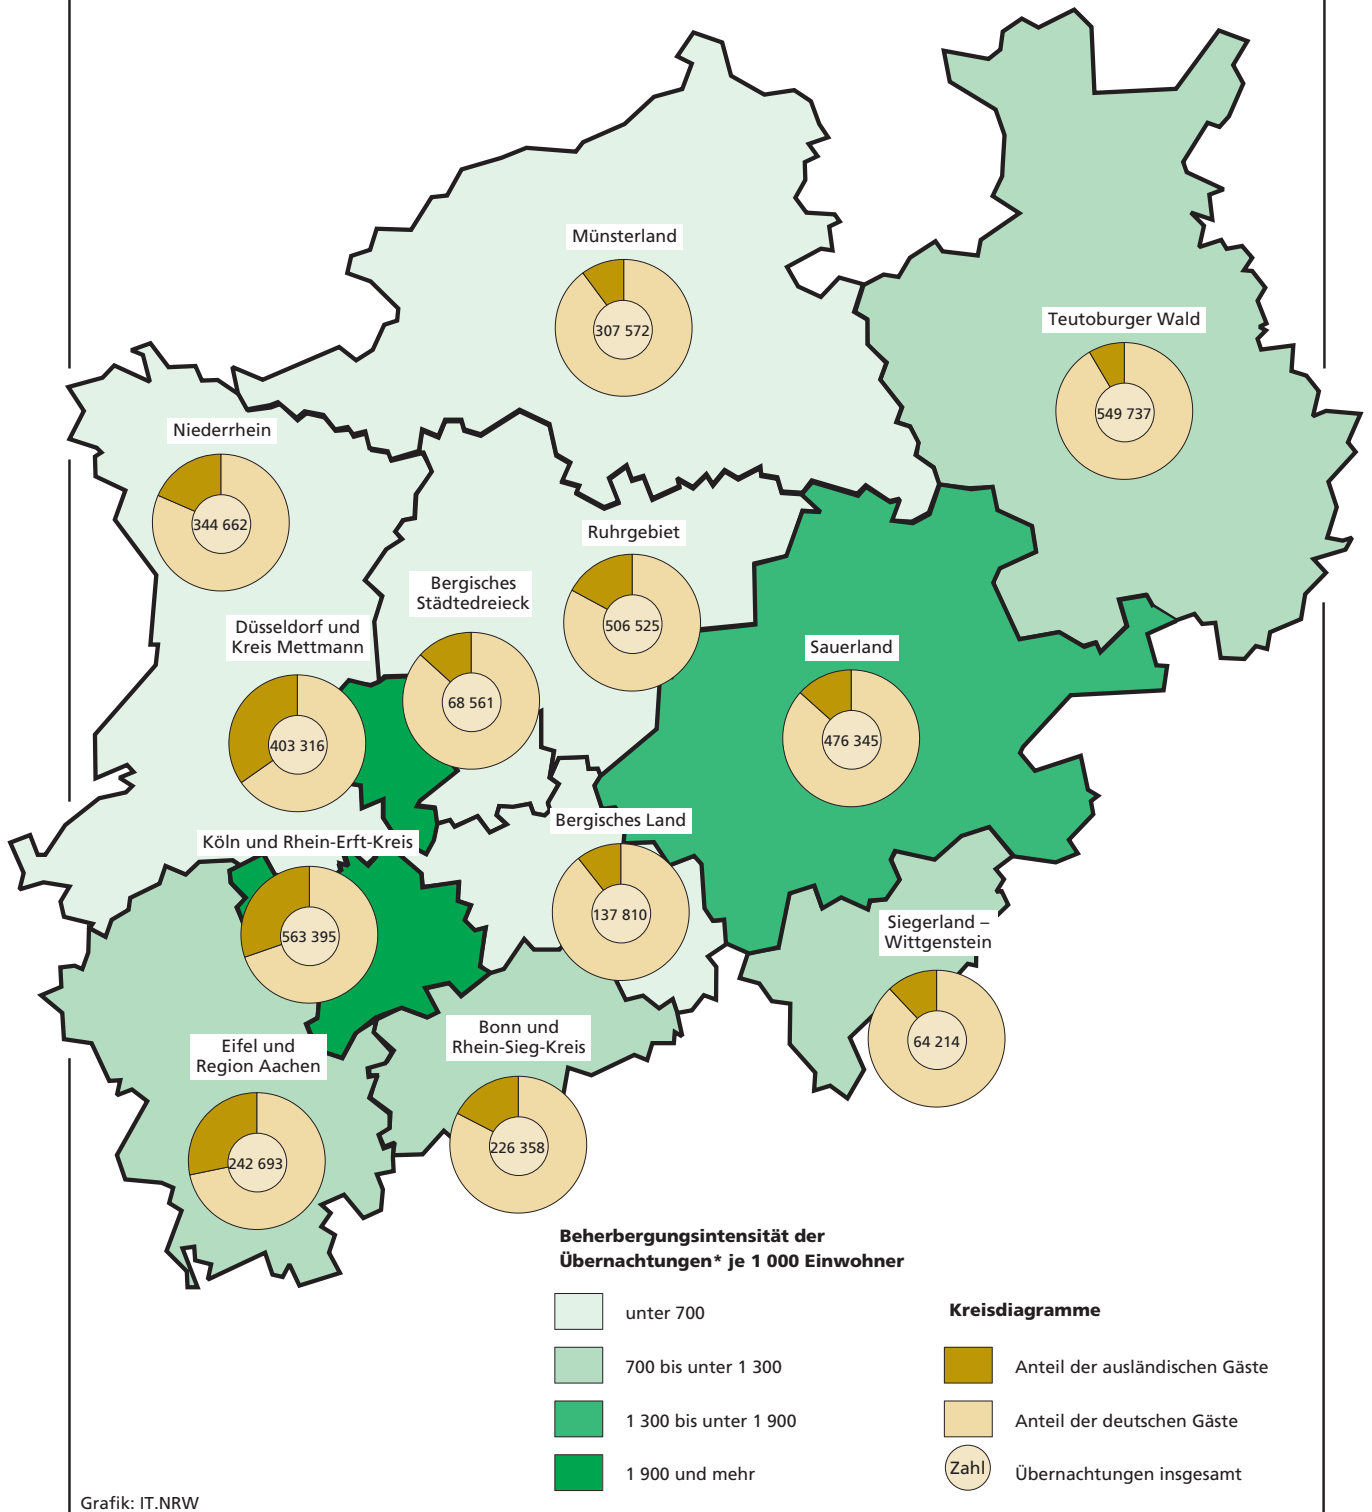 Münsterland
307 572
Teutoburger Wald
549 737
Niederrhein
344 662
Ruhrgebiet
506 525
Bergisches
Städtedreieck
68 561
Düsseldorf und
Kreis Mettmann
403 316
Sauerland
476 345
Köln und Rhein-Erft-Kreis
563 395
Bergisches Land
137 810
Siegerland –
Wittgenstein
64 214
Bonn und
Rhein-Sieg-Kreis
226 358
Eifel und
Region Aachen
242 693
Beherbergungsintensität der
Übernachtungen* je 1 000 Einwohner
unter 700
700 bis unter 1 300
1 300 bis unter 1 900
1 900 und mehr
Kreisdiagramme
Anteil der ausländischen Gäste
Anteil der deutschen Gäste
Zahl Übernachtungen insgesamt
Grafik: IT.NRW